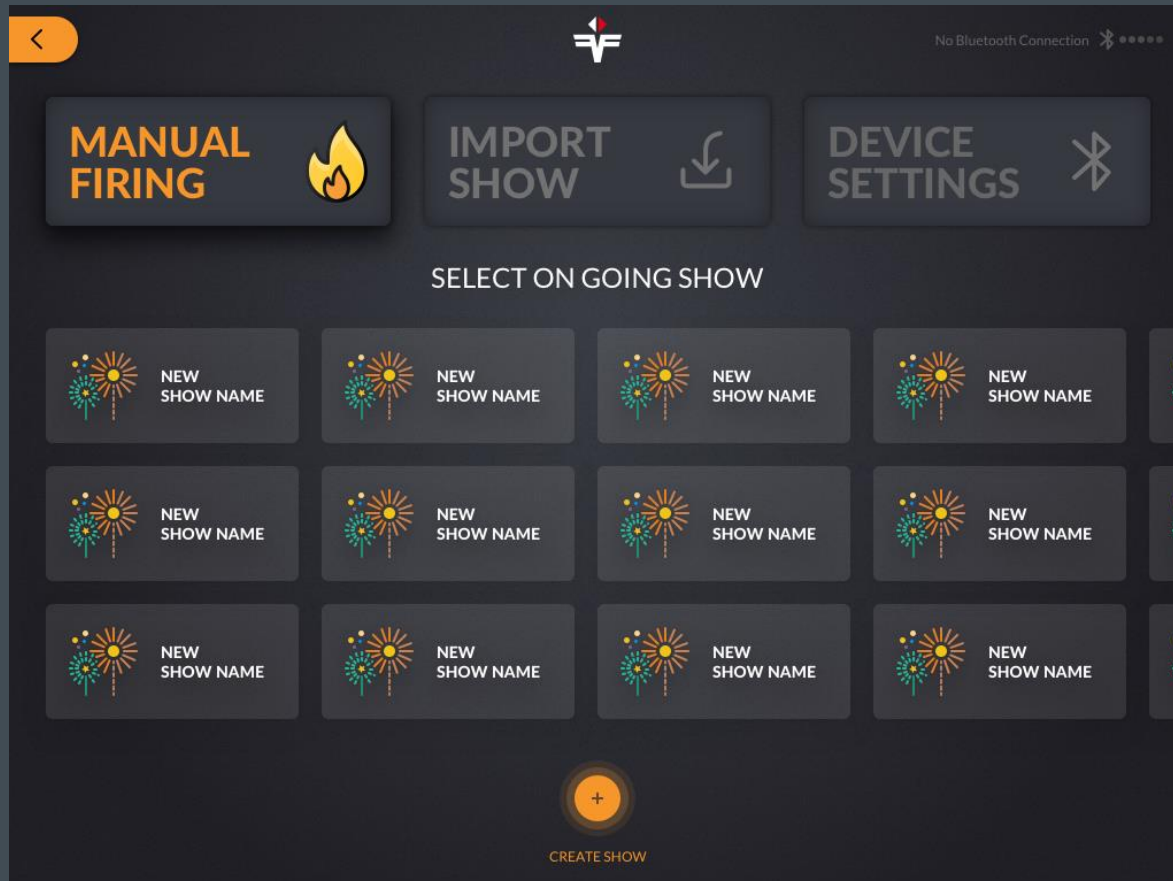 No Bluetooth Connection
MANUAL
FIRING
IMPORT
SHOW
DEVICE
SETTINGS
SELECT ON GOING SHOW
NEW
SHOW NAME
NEW
SHOW NAME
NEW
SHOW NAME
NEW
SHOW NAME
NEW
SHOW NAME
NEW
SHOW NAME
NEW
SHOW NAME
NEW
SHOW NAME
NEW
SHOW NAME
NEW
SHOW NAME
NEW
SHOW NAME
NEW
SHOW NAME
CREATE SHOW